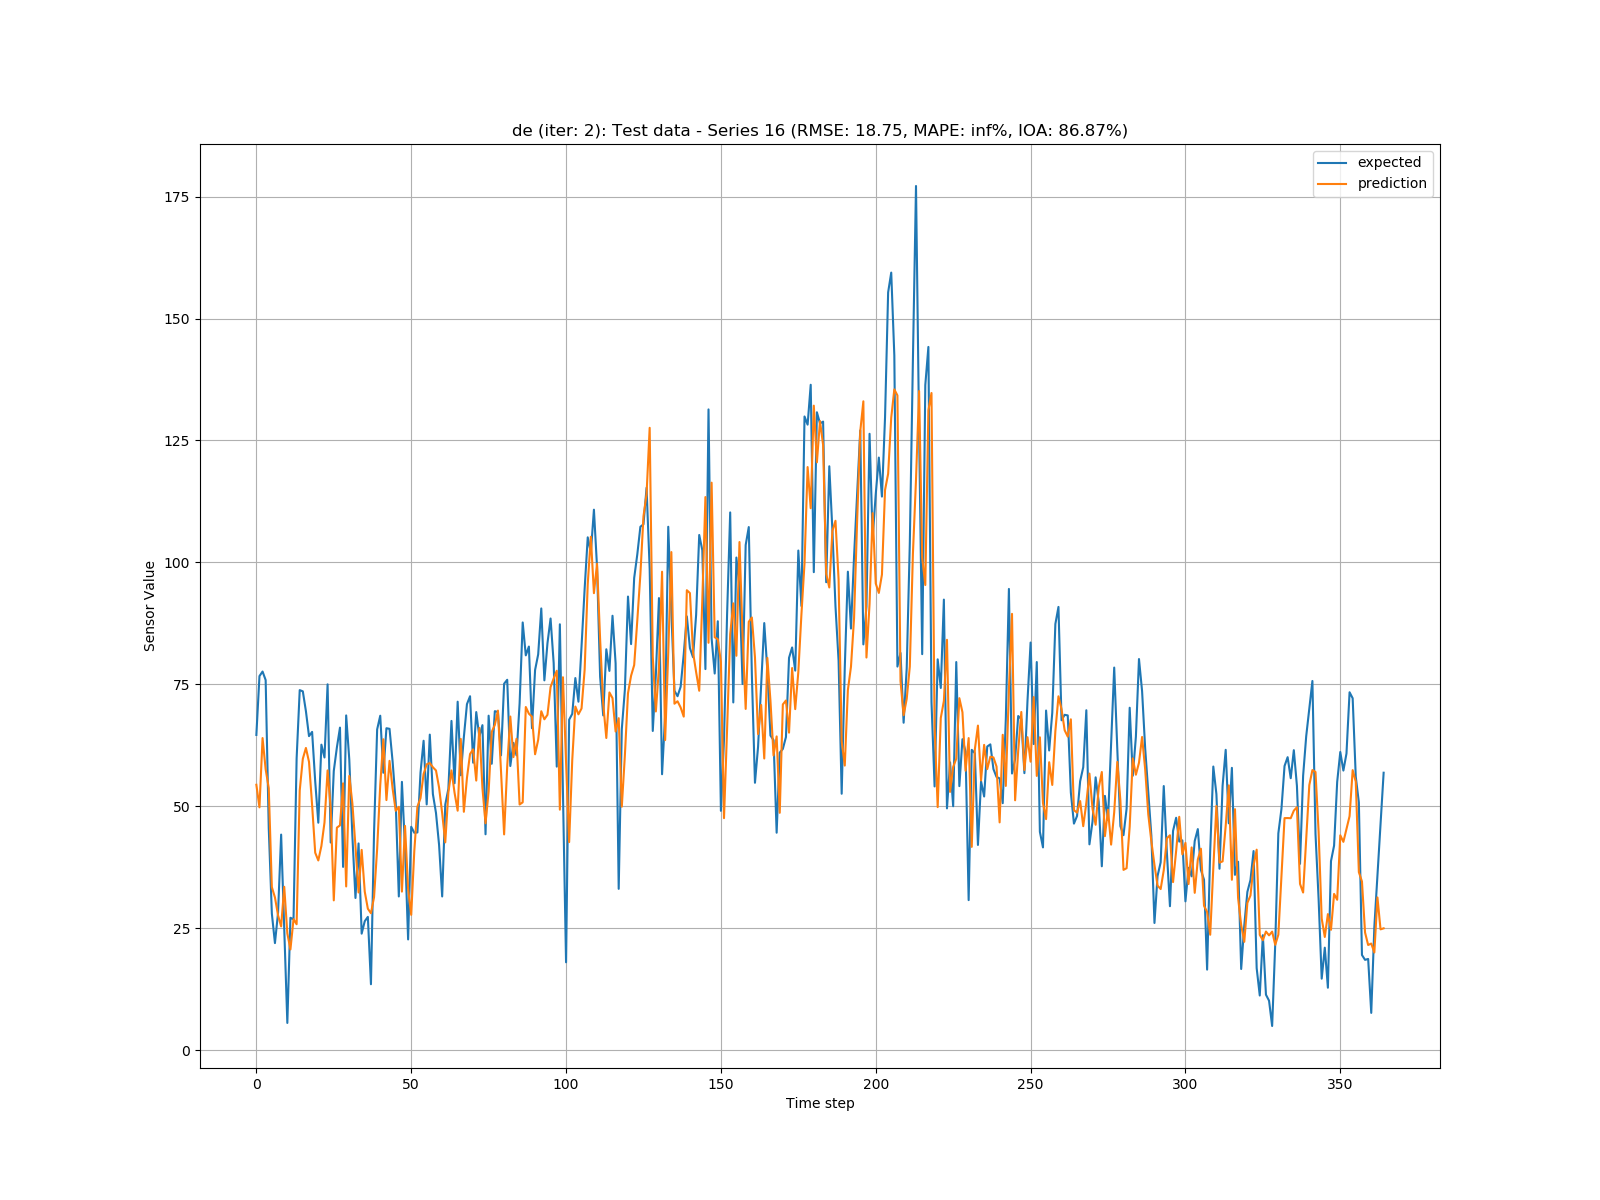 de (iter: 2): Test data - Series 16 (RMSE: 18.75, MAPE: inf%, IOA: 86.87%)
expected
prediction
175
150
125
100
75
50
25
0
Sensor Value
0 50 100 150 200 250 300 350
Time step